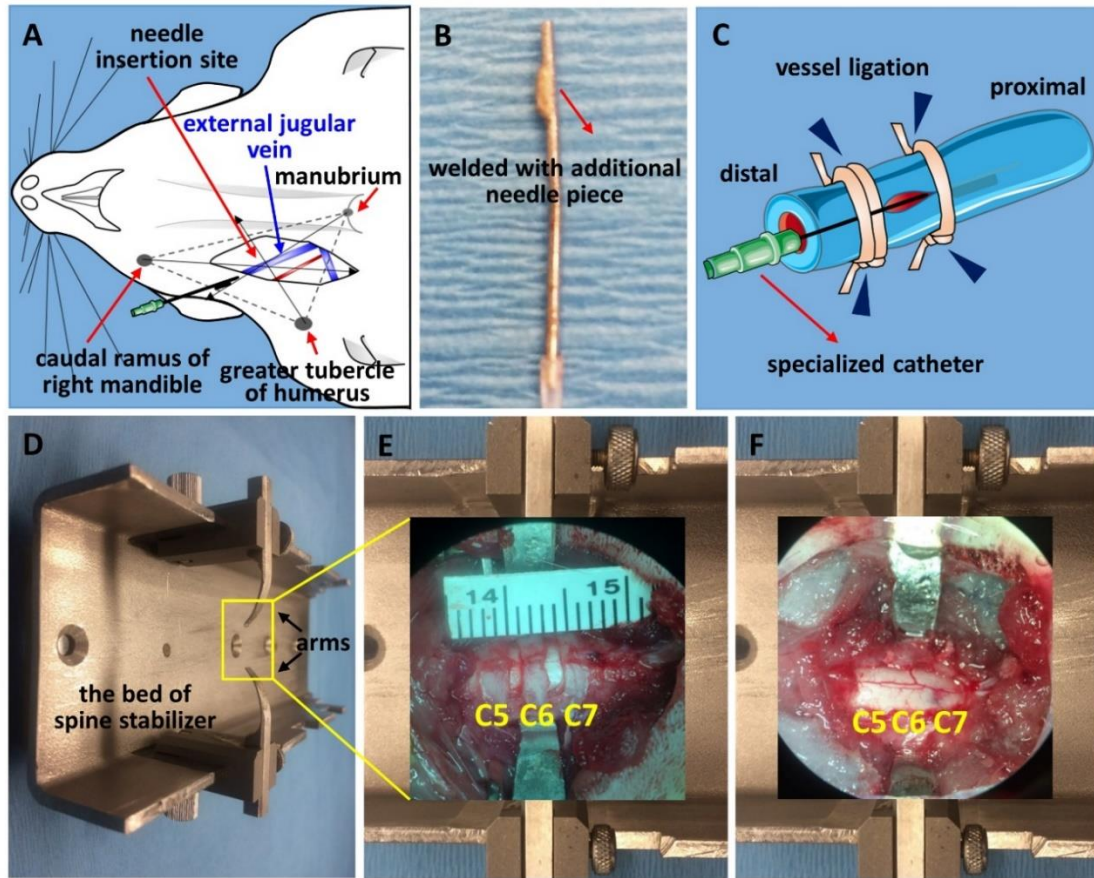 A
needle
insertion site
external jugular
vein
manubrium
caudal ramus of
right mandible
greater tubercle
of humerus
B
welded with additional
needle piece
C
vessel ligation
proximal
distal
specialized catheter
D
arms
the bed of
spine stabilizer
E
14 15
C5 C6 C7
F
C5 C6 C7